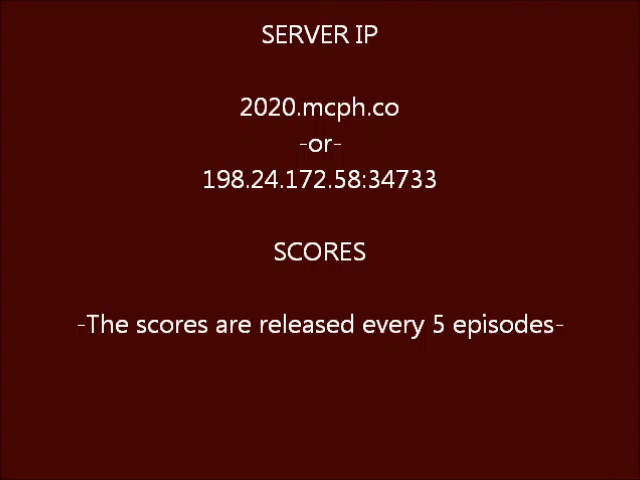 SERVER IP
2020.mcph.co
-or-
198.24.172.58:34733
SCORES
-The scores are released every 5 episodes-